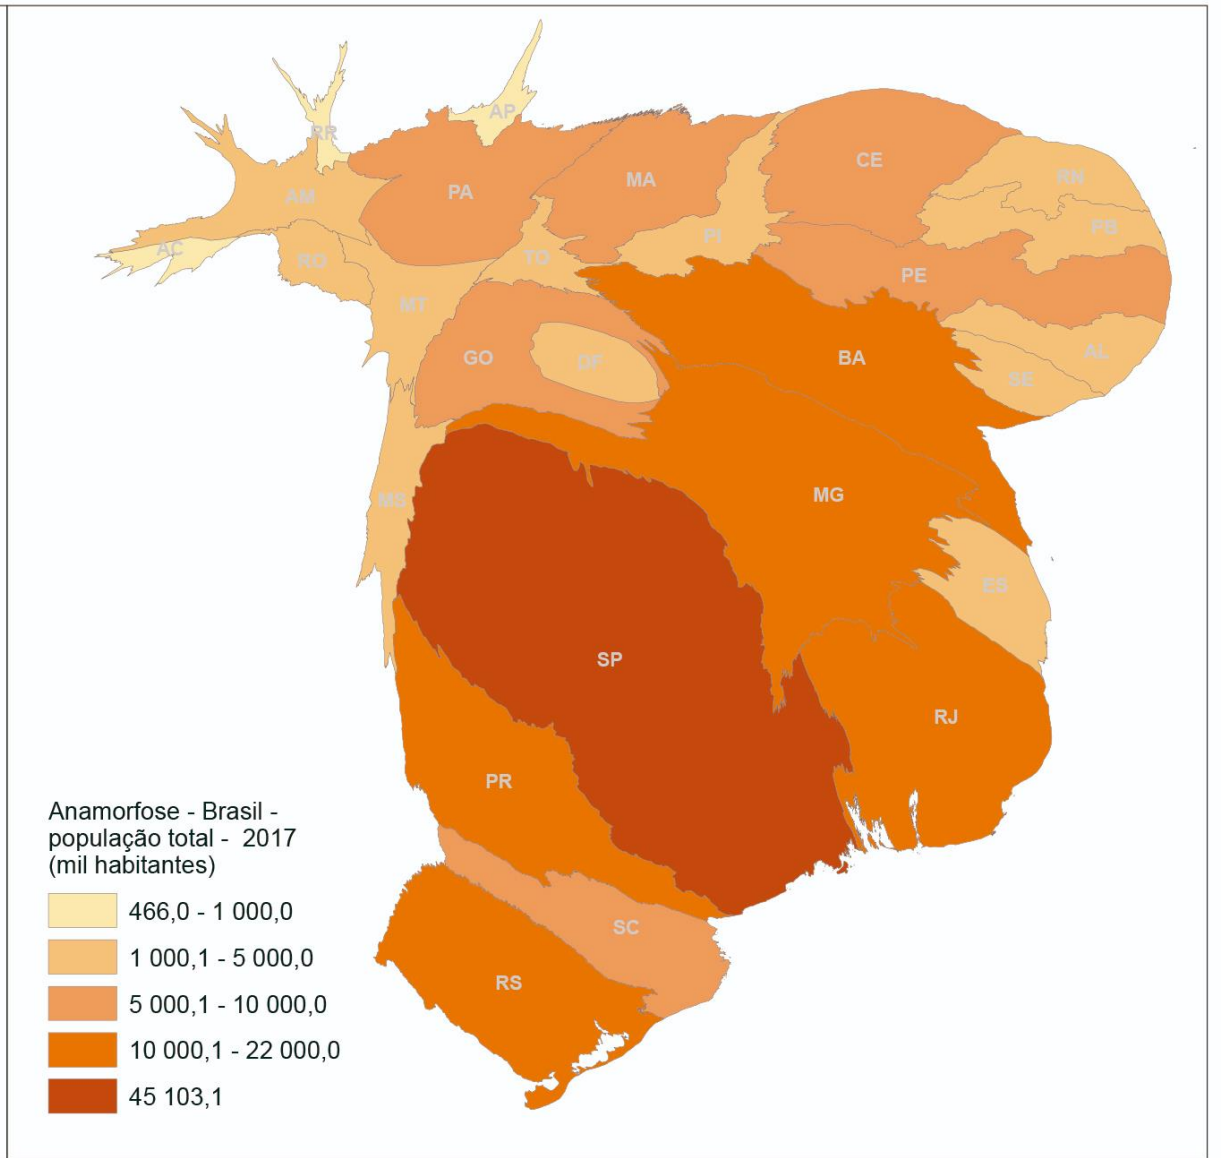 AP
RR
CE
MA
RN
PA
AM
PB
PI
AC
TO
RO
PE
MT
AL
GO
BA
DF
SE
MG
MS
ES
SP
RJ
PR
Anamorfose - Brasil -
população total - 2017
(mil habitantes)
466,0 - 1 000,0
1 000,1 - 5 000,0
5 000,1 - 10 000,0
10 000,1 - 22 000,0
45 103,1
SC
RS